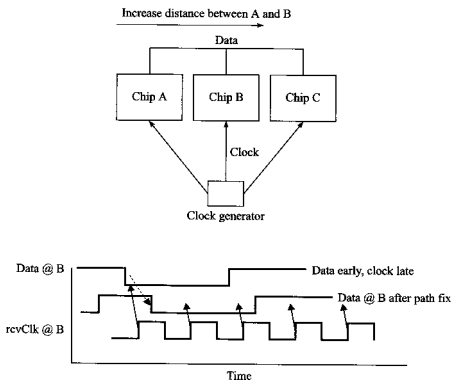 Increase distance between A and B
Data
Chip A
Chip B
Chip C
Clock
Clock generator
Data @ B
Data early, clock late
Data @ B after path fix
rcvClk @ B
Time